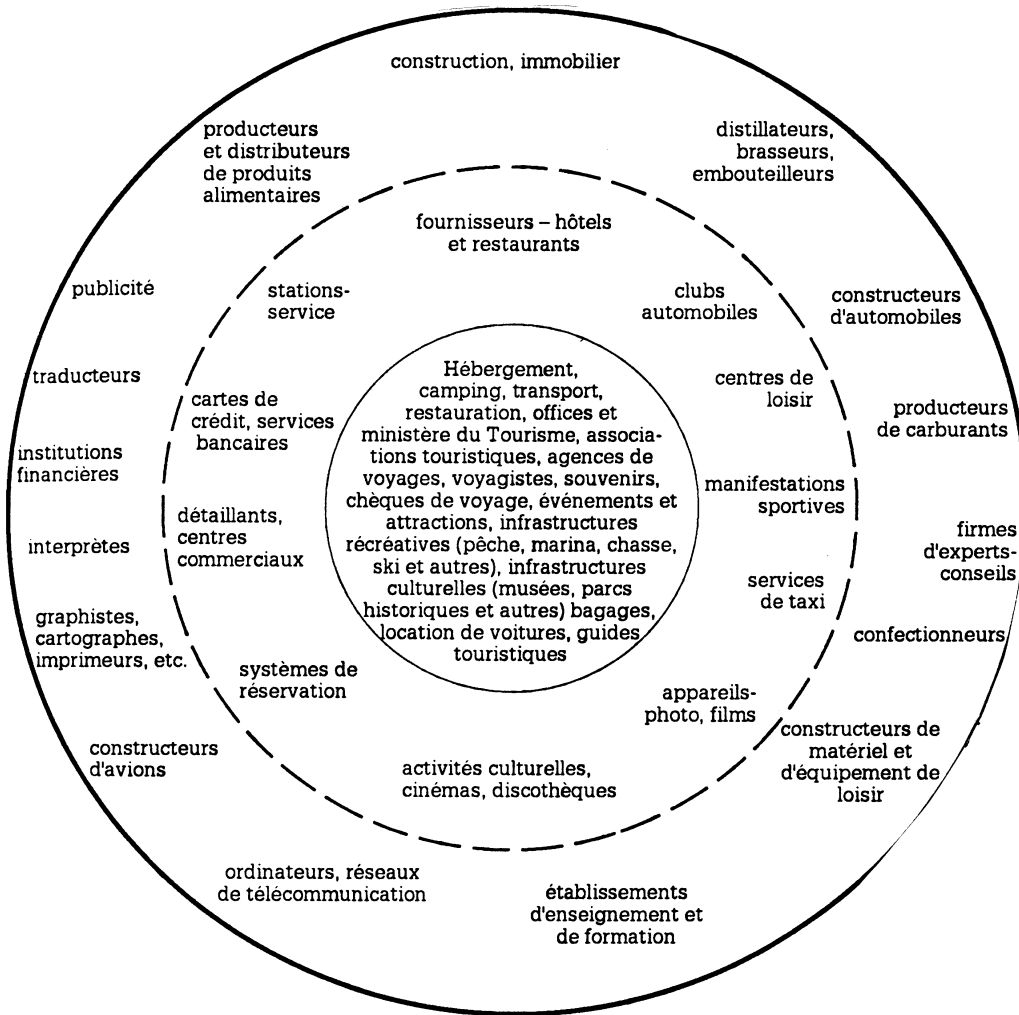 construction, immobilier
producteurs
et distributeurs
de produits
alimentaires
distillateurs,
brasseurs,
embouteilleurs
fournisseurs – hôtels
et restaurants
publicité
stations-
service
clubs
automobiles
constructeurs
d'automobiles
traducteurs
cartes de
crédit, services
bancaires
centres de
loisir
producteurs
de carburants
institutions
financières
Hébergement,
camping, transport,
restauration, offices et
ministère du Tourisme, associa-
tions touristiques, agences de
voyages, voyagistes, souvenirs,
chèques de voyage, événements et
attractions, infrastructures
récréatives (pêche, marina, chasse,
ski et autres), infrastructures
culturelles (musées, parcs
historiques et autres) bagages,
location de voitures, guides
touristiques
manifestations
sportives
interprètes
détaillants,
centres
commerciaux
firmes
d'experts-
conseils
services
de taxi
graphistes,
cartographes,
imprimeurs, etc.
confectionneurs
systèmes de
réservation
appareils-
photo, films
constructeurs
d'avions
constructeurs de
matériel et
d'équipement de
loisir
activités culturelles,
cinémas, discothèques
ordinateurs, réseaux
de télécommunication
établissements
d'enseignement et
de formation